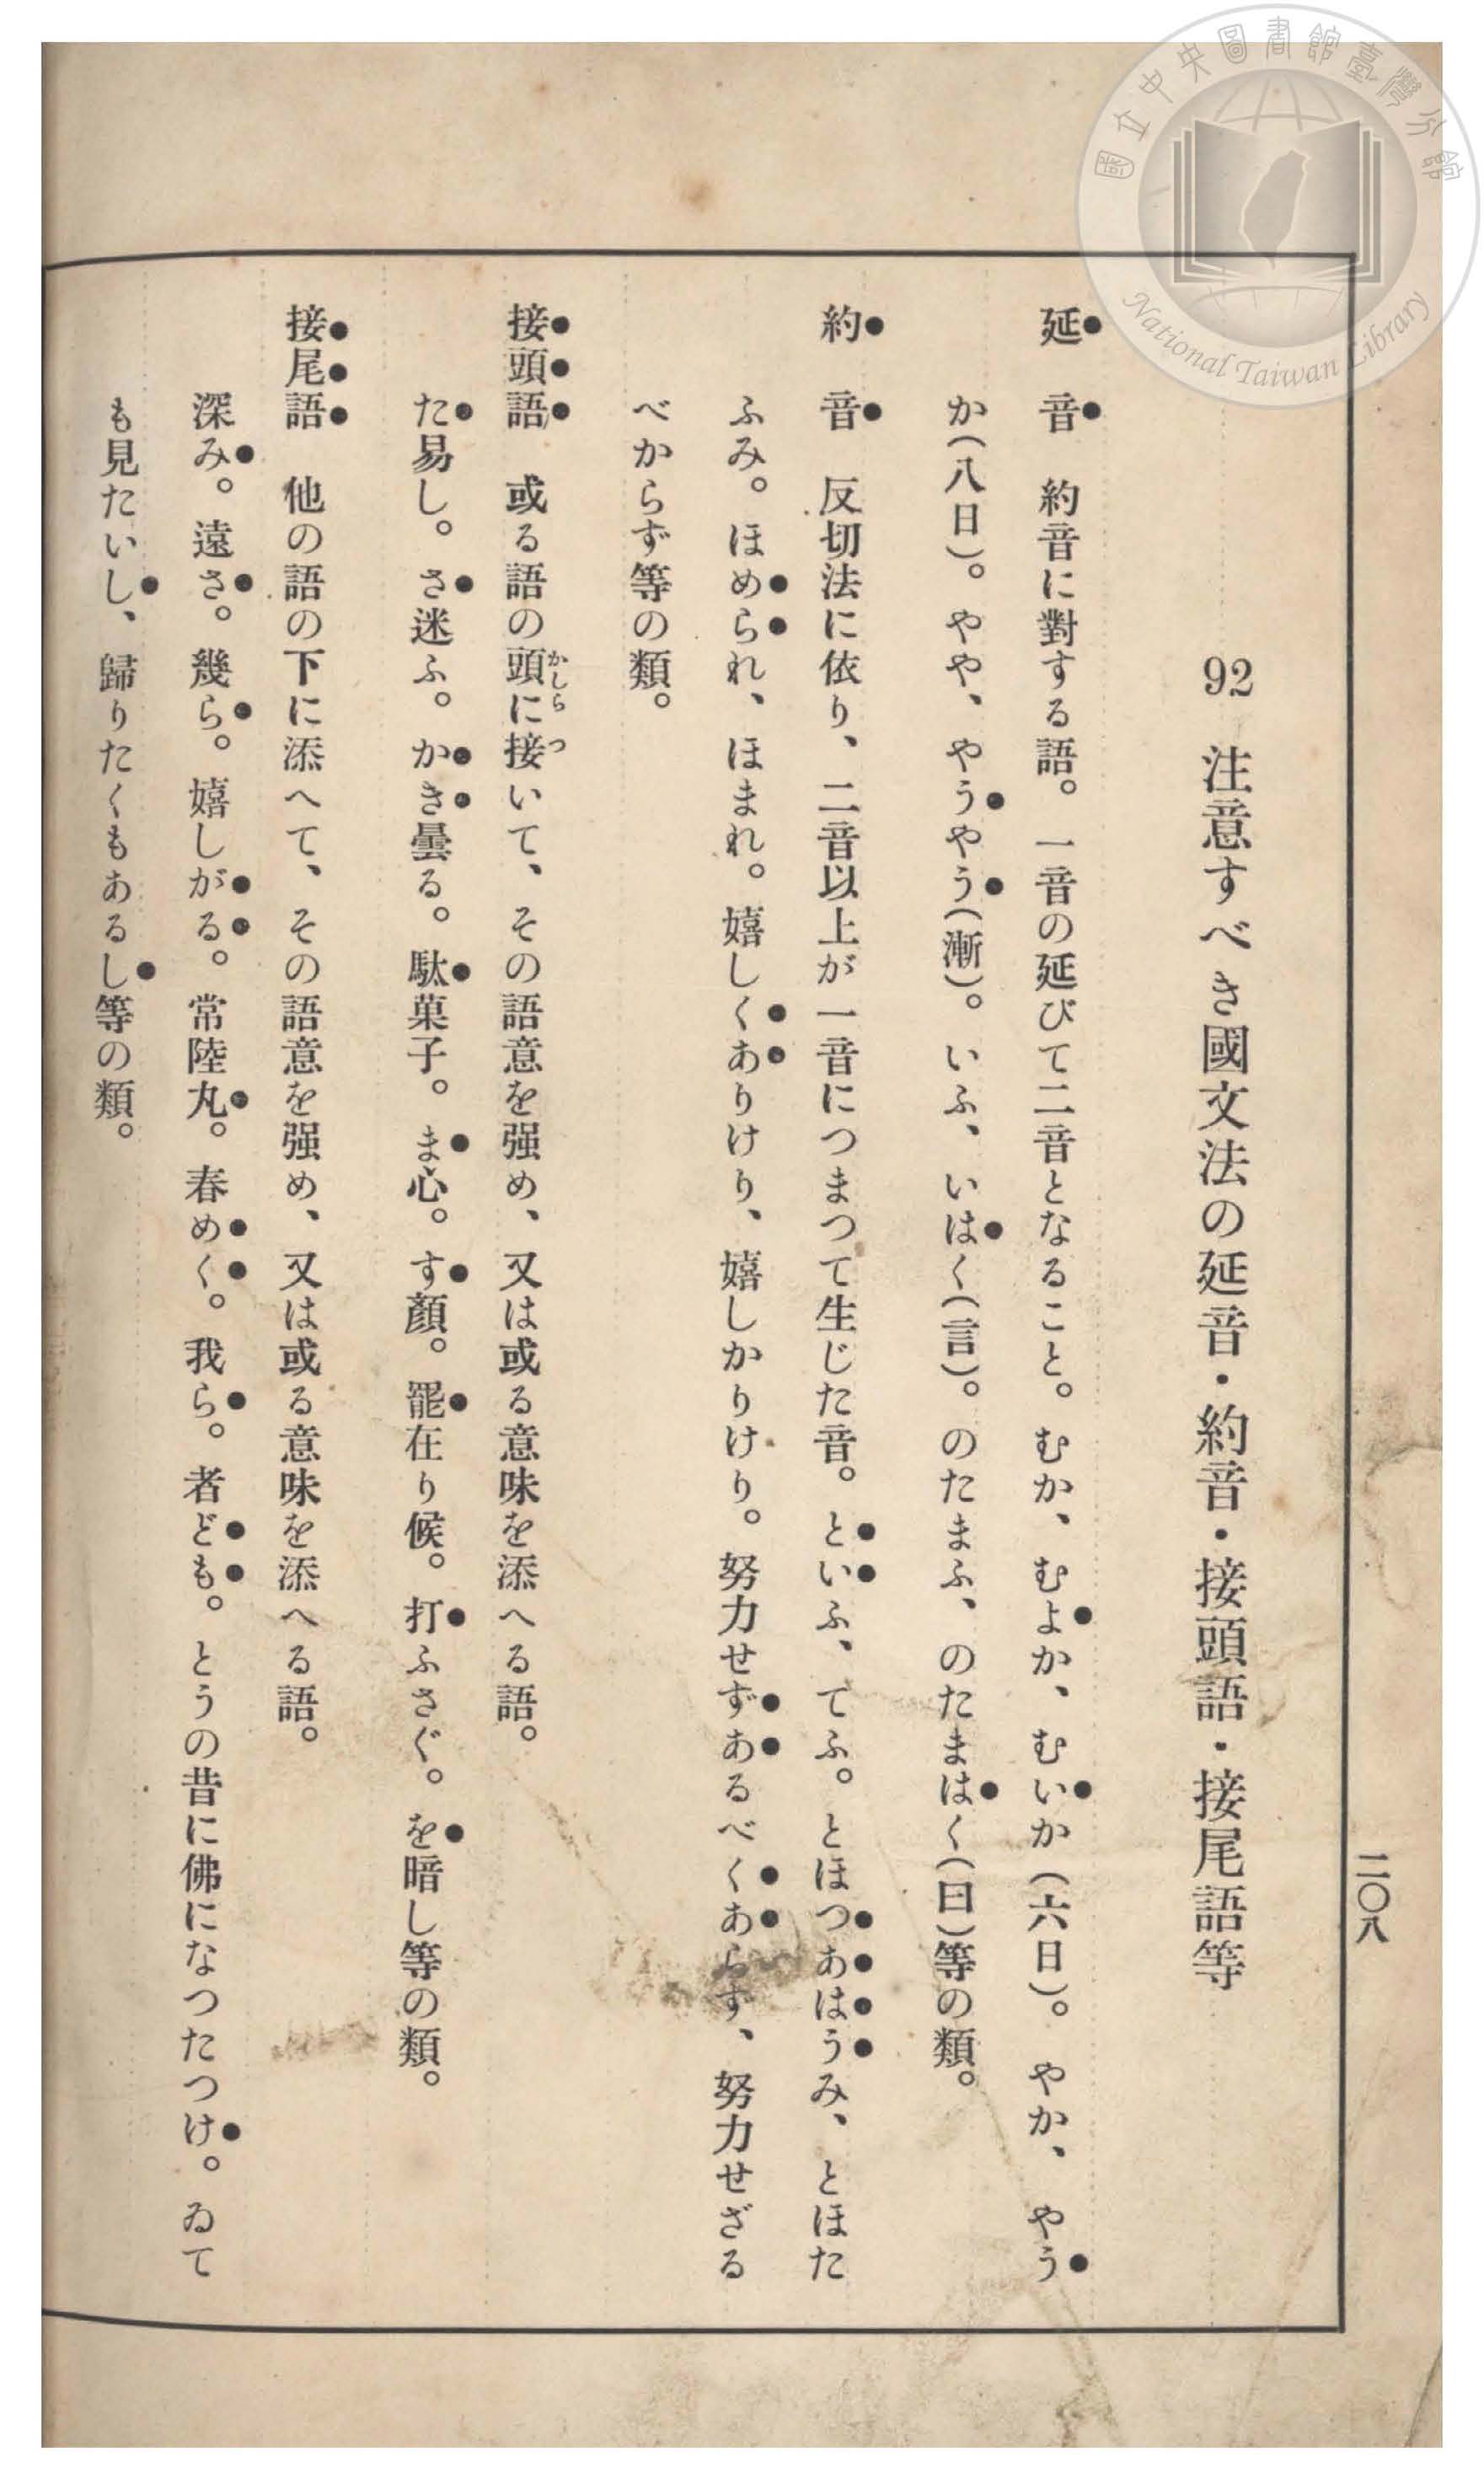 國立中央圖書館臺灣分館
National Taiwan Library
二〇八
92 注意すべき國文法の延音・約音・接頭語・接尾語等
延音 約音に對する語。一音の延びて二音となること。むか、むよか、むいか(六日)。やか、やう
か(八日)。やや、やうやう(漸)。いふ、いはく(言)。のたまふ、のたまはく(曰)等の類。
約音 反切法に依り、二音以上が一音につまつて生じた音。といふ、てふ。とほつあはうみ、とほた
ふみ。ほめられ、ほまれ。嬉しくありけり、嬉しかりけり。努力せずあるべくあらず、努力せざる
べからず等の類。
接頭語 或る語の頭に接いて、その語意を强め、又は或る意味を添へる語。
かしら つ
た易し。さ迷ふ。かき曇る。駄菓子。ま心。す顏。罷在り候。打ふさぐ。を暗し等の類。
接尾語 他の語の下に添へて、その語意を强め、又は或る意味を添へる語。
深み。遠さ。幾ら。嬉しがる。常陸丸。春めく。我ら。者ども。とうの昔に佛になつたつけ。ゐて
も見たいし、歸りたくもあるし等の類。